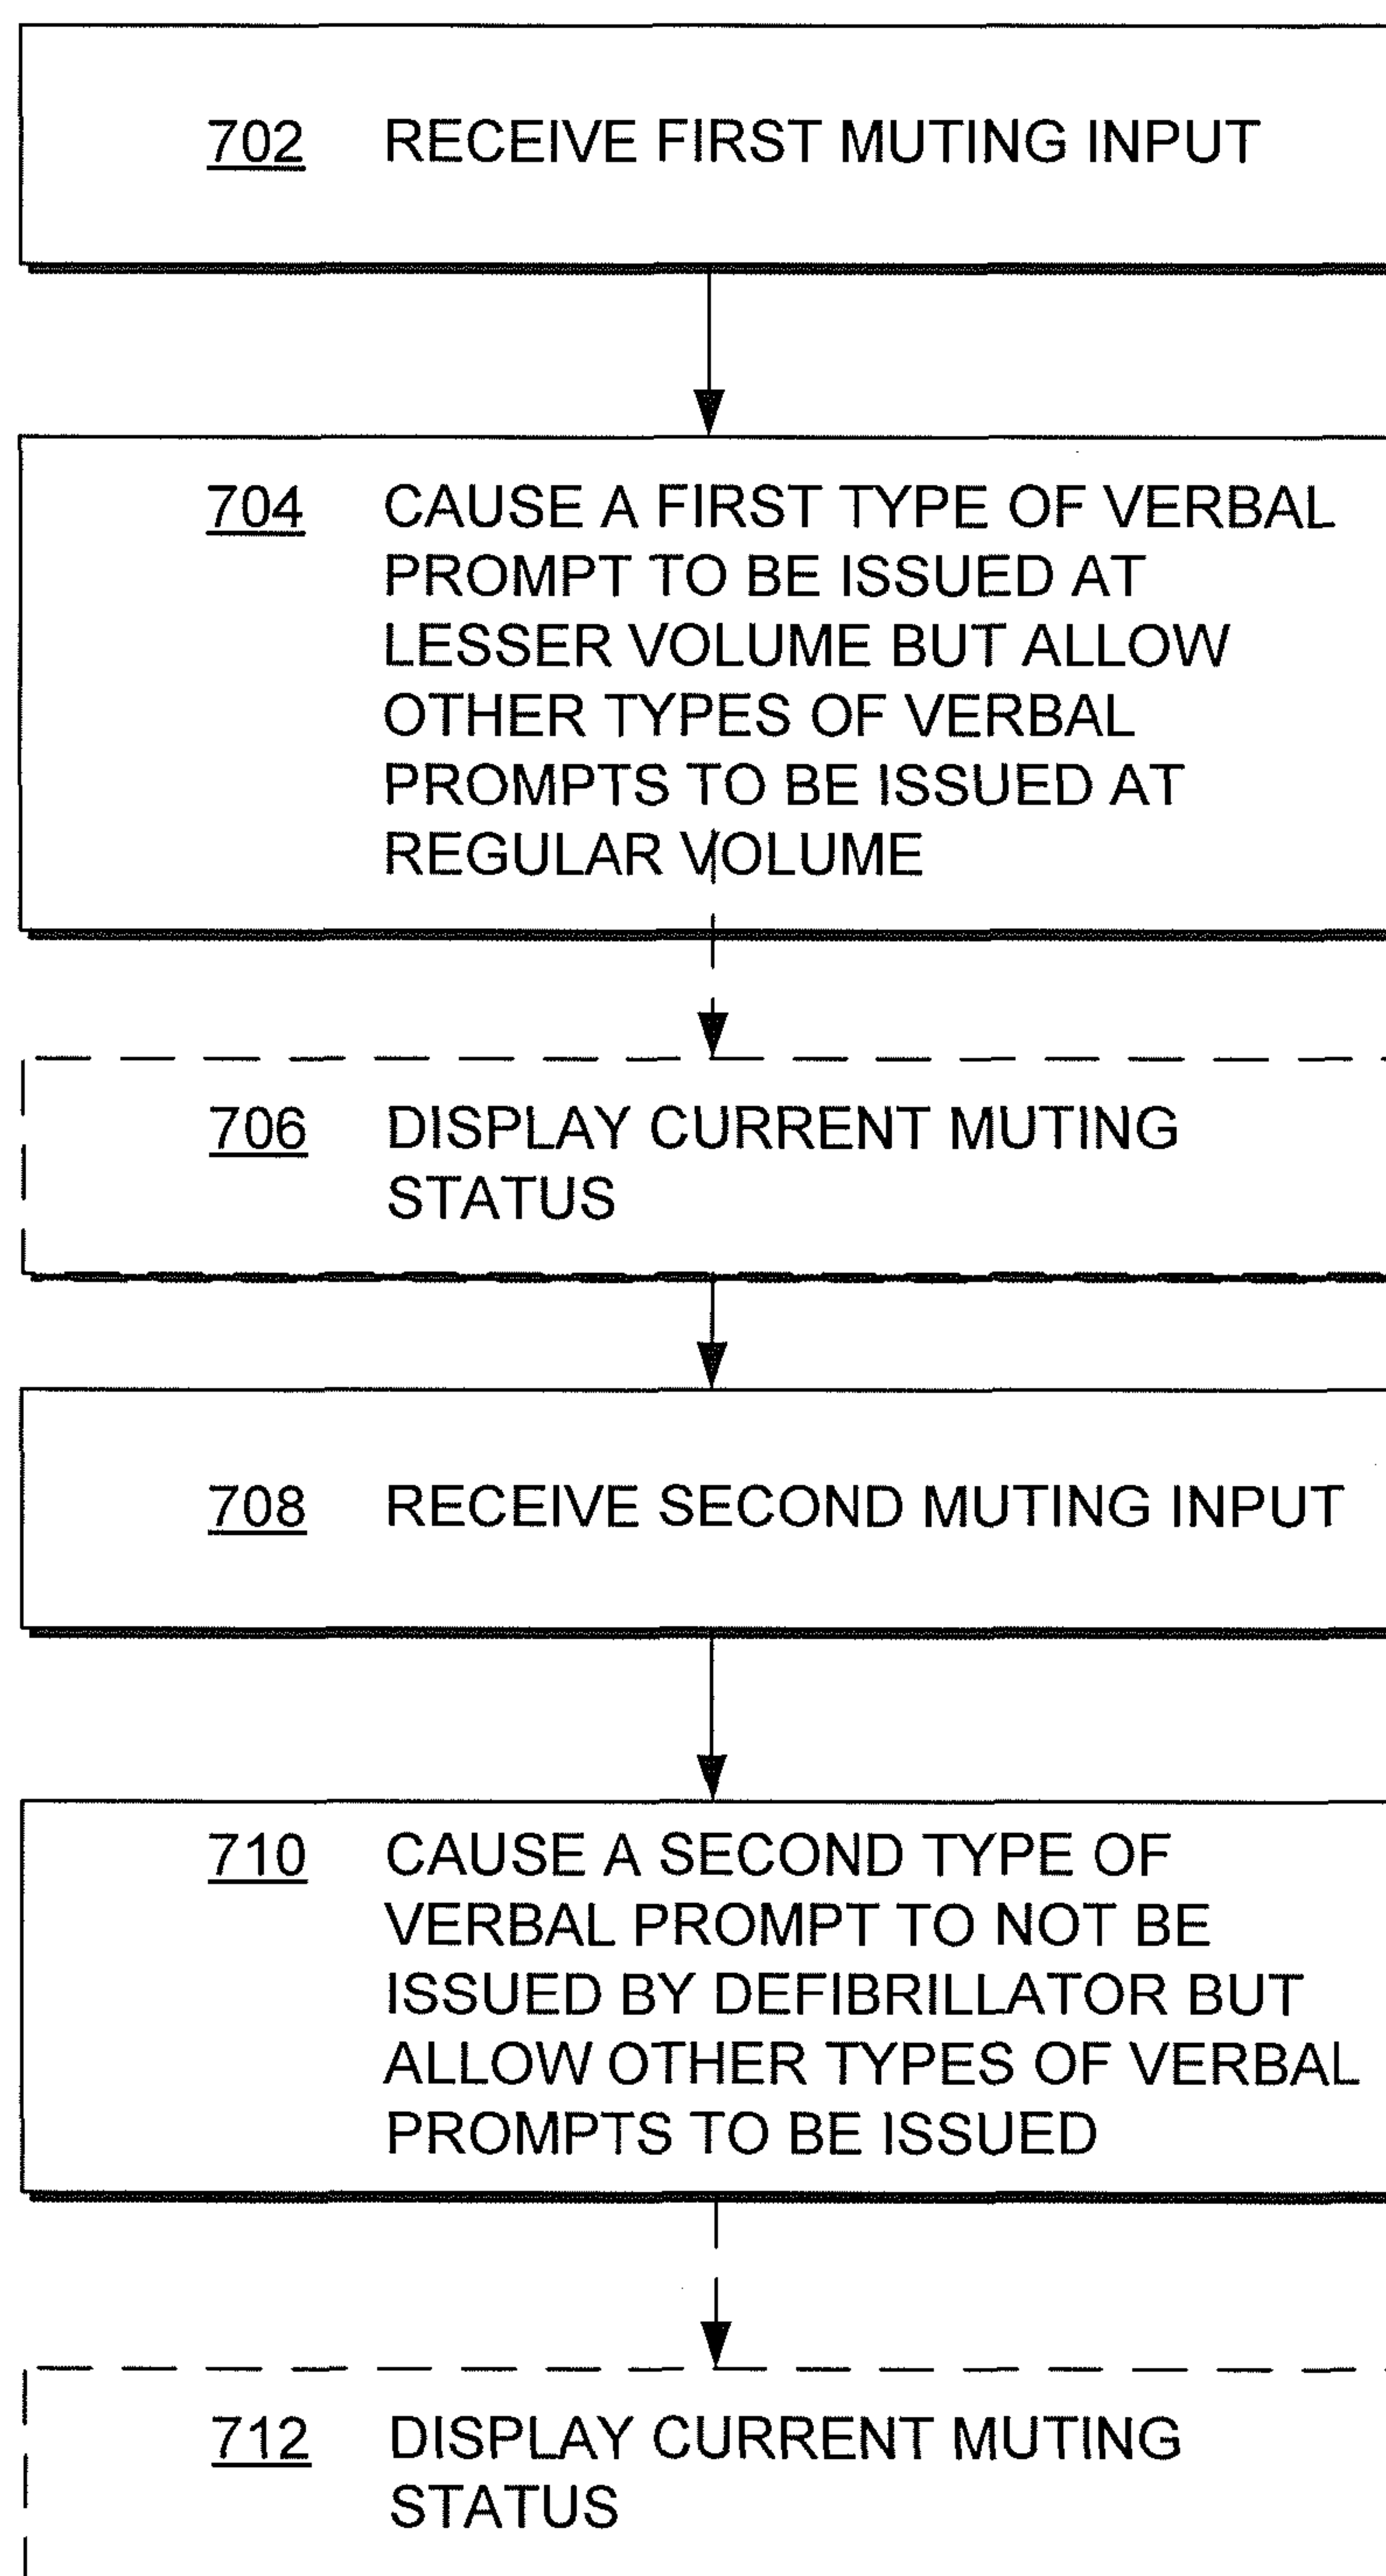 702 RECEIVE FIRST MUTING INPUT
704 CAUSE A FIRST TYPE OF VERBAL
PROMPT TO BE ISSUED AT
LESSER VOLUME BUT ALLOW
OTHER TYPES OF VERBAL
PROMPTS TO BE ISSUED AT
REGULAR VOLUME
706 DISPLAY CURRENT MUTING
STATUS
708 RECEIVE SECOND MUTING INPUT
710 CAUSE A SECOND TYPE OF
VERBAL PROMPT TO NOT BE
ISSUED BY DEFIBRILLATOR BUT
ALLOW OTHER TYPES OF VERBAL
PROMPTS TO BE ISSUED
712 DISPLAY CURRENT MUTING
STATUS